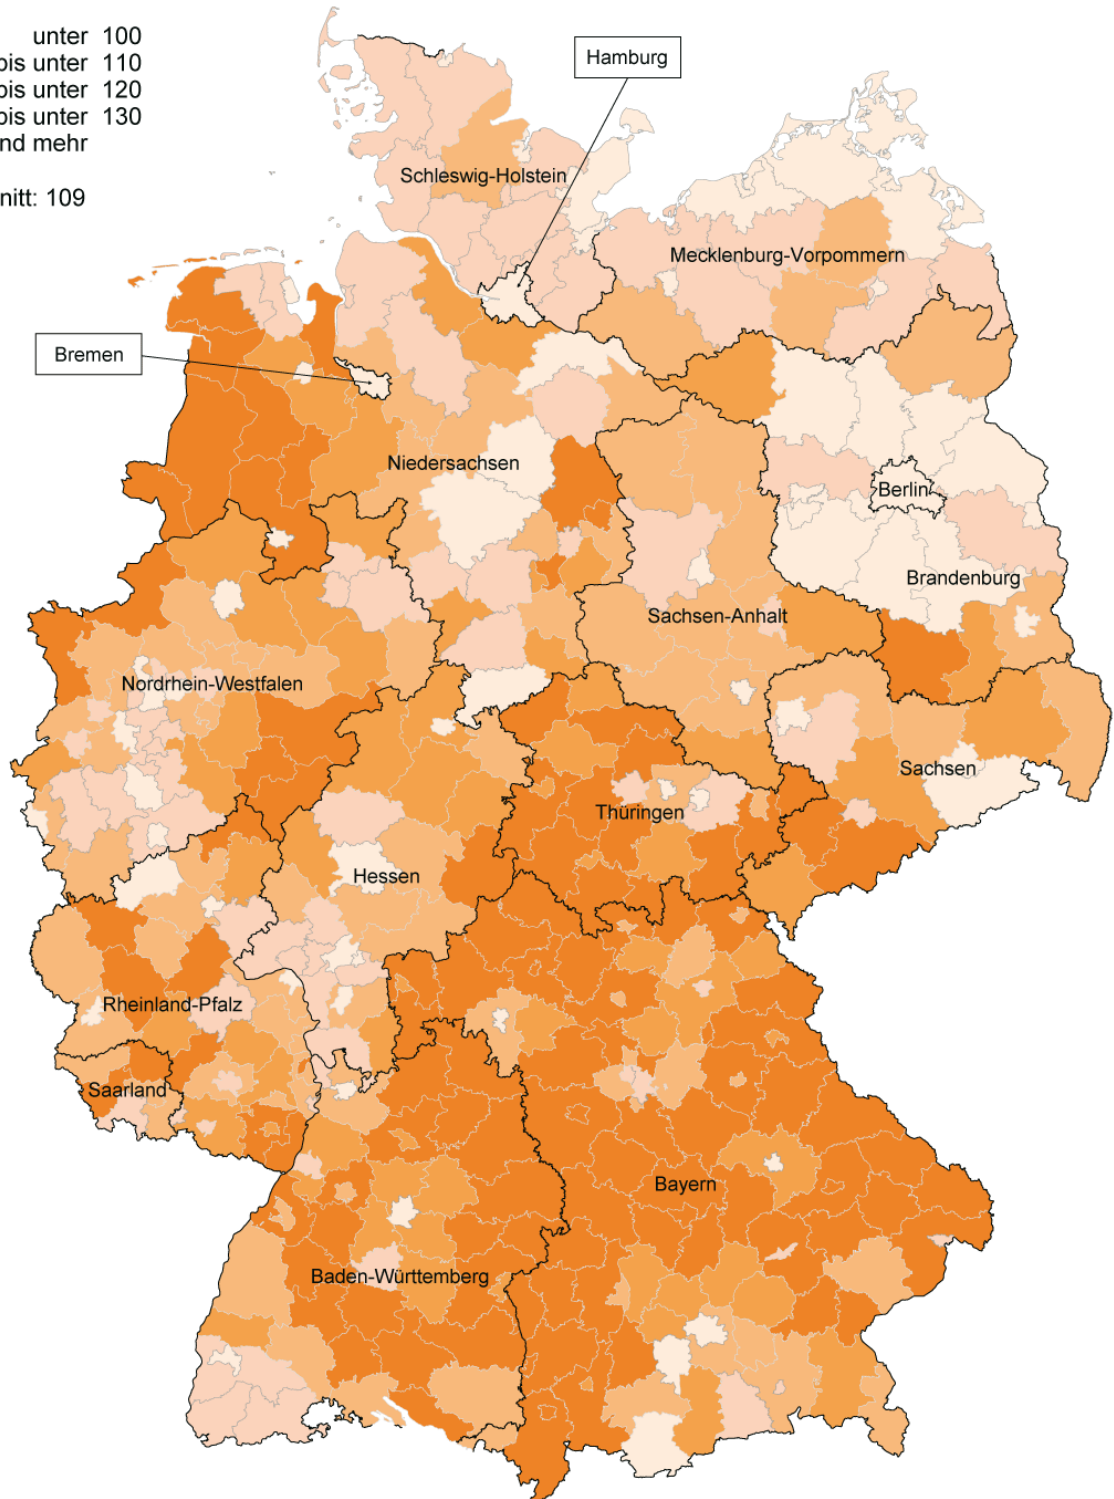 unter 100
bis unter 110
bis unter 120
bis unter 130
nd mehr
nitt: 109
Hamburg
Schleswig-Holstein
Mecklenburg-Vorpommern
Bremen
Niedersachsen
Berlin
Brandenburg
Sachsen-Anhalt
Nordrhein-Westfalen
Sachsen
Thüringen
Hessen
Rheinland-Pfalz
Saarland
Bayern
Baden-Württemberg